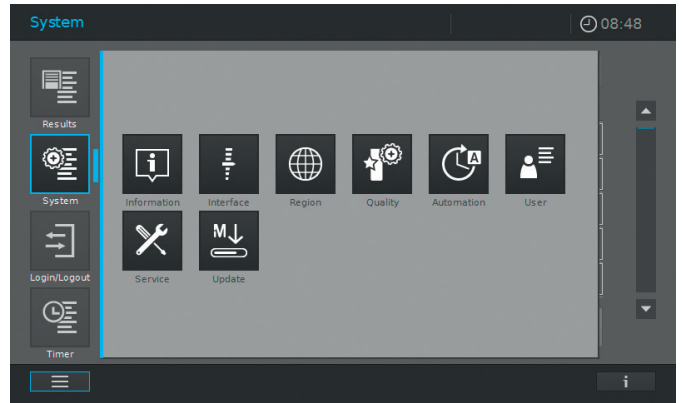 System
08:48
Results
System
Login/Logout
Timer
Information
Interface
Region
Quality
A
Automation
User
Service
M
Update
i